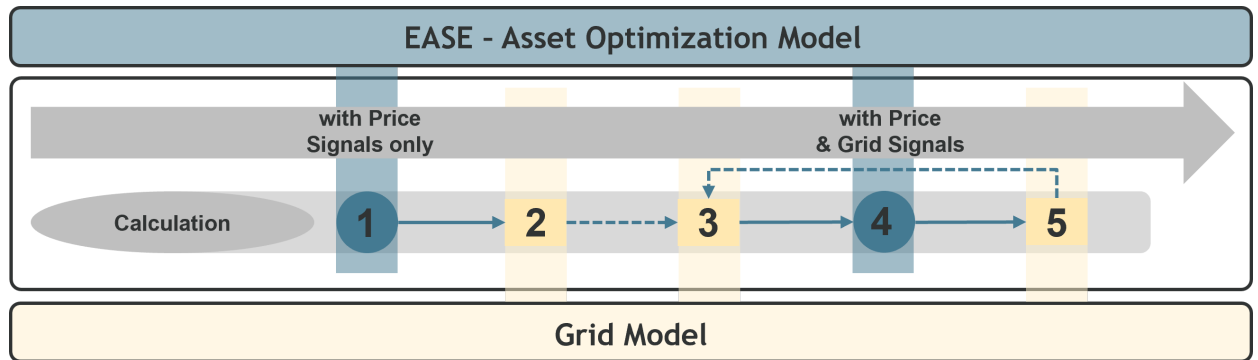 EASE – Asset Optimization Model
with Price
Signals only
with Price
& Grid Signals
Calculation
1
2
3
4
5
Grid Model